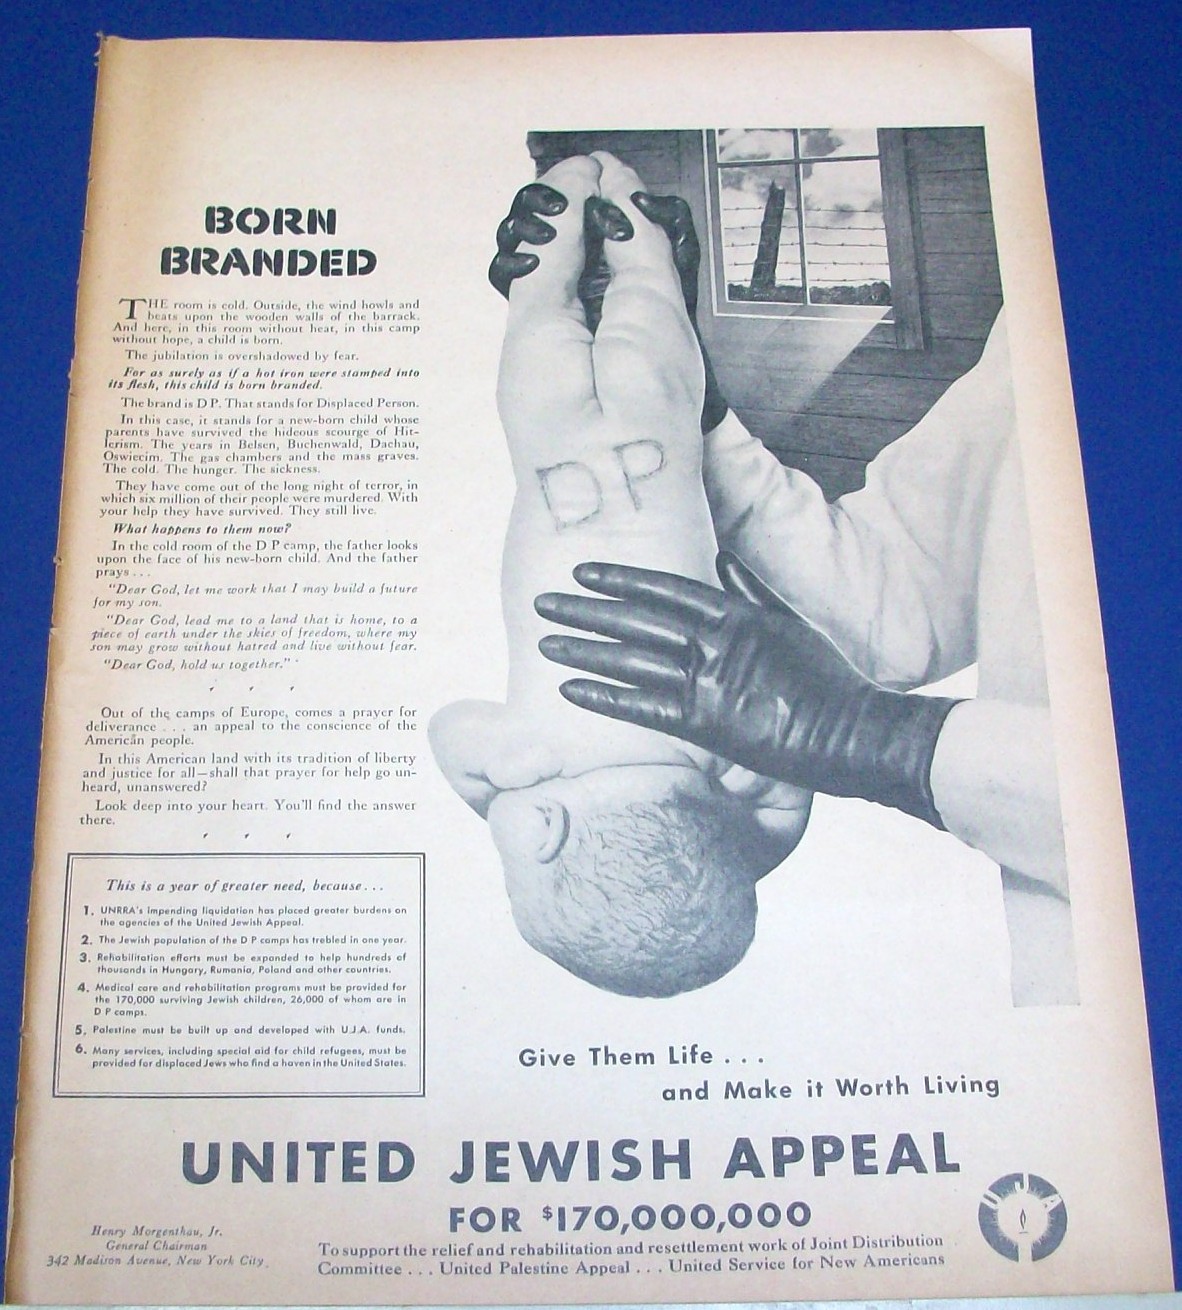 BORN
BRANDED
THE room is cold. Outside, the wind howls and
beats upon the wooden walls of the barrack.
And here, in this room without heat, in this camp
without hope, a child is born.
The jubilation is overshadowed by fear.
For as surely as if a hot iron were stamped into
its flesh, this child is born branded.
The brand is D P. That stands for Displaced Person.
In this case, it stands for a new-born child whose
parents have survived the hideous scourge of Hit-
lerism. The years in Belsen, Buchenwald, Dachau,
Oswiecim. The gas chambers and the mass graves.
The cold. The hunger. The sickness.
They have come out of the long night of terror, in
which six million of their people were murdered. With
your help they have survived. They still live.
What happens to them now?
In the cold room of the D P camp, the father looks
upon the face of his new-born child. And the father
prays . . .
"Dear God, let me work that I may build a future
for my son.
"Dear God, lead me to a land that is home, to a
piece of earth under the skies of freedom, where my
son may grow without hatred and live without fear.
"Dear God, hold us together."
Out of the camps of Europe, comes a prayer for
deliverance . . . an appeal to the conscience of the
American people.
In this American land with its tradition of liberty
and justice for all—shall that prayer for help go un-
heard, unanswered?
Look deep into your heart. You'll find the answer
there.
This is a year of greater need, because . . .
1. UNRRA's impending liquidation has placed greater burdens on
the agencies of the United Jewish Appeal.
2. The Jewish population of the D P camps has trebled in one year.
3. Rehabilitation efforts must be expanded to help hundreds of
thousands in Hungary, Rumania, Poland and other countries.
4. Medical care and rehabilitation programs must be provided for
the 170,000 surviving Jewish children, 26,000 of whom are in
D P camps.
5. Palestine must be built up and developed with U.J.A. funds.
6. Many services, including special aid for child refugees, must be
provided for displaced Jews who find a haven in the United States.
DP
Give Them Life . . .
and Make it Worth Living
UNITED JEWISH APPEAL
FOR $170,000,000
Henry Morgenthau, Jr.
General Chairman
342 Madison Avenue, New York City
To support the relief and rehabilitation and resettlement work of Joint Distribution
Committee . . . United Palestine Appeal . . . United Service for New Americans
UJA